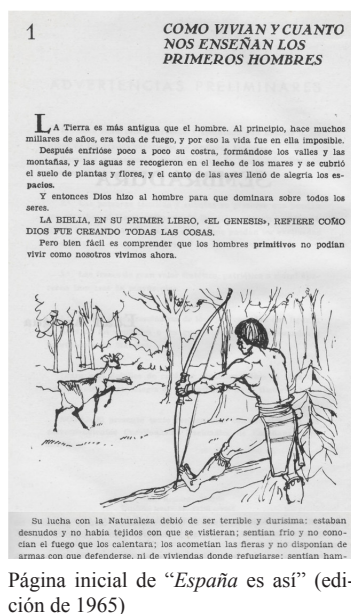 1
COMO VIVIAN Y CUANTO
NOS ENSEÑAN LOS
PRIMEROS HOMBRES
LA Tierra es más antigua que el hombre. Al principio, hace muchos
millares de años, era toda de fuego, y por eso la vida fue en ella imposible.
Después enfrióse poco a poco su costra, formándose los valles y las
montañas, y las aguas se recogieron en el lecho de los mares y se cubrió
el suelo de plantas y flores, y el canto de las aves llenó de alegría los es-
pacios.
Y entonces Dios hizo al hombre para que dominara sobre todos los
seres.
LA BIBLIA, EN SU PRIMER LIBRO, «EL GENESIS», REFIERE COMO
DIOS FUE CREANDO TODAS LAS COSAS.
Pero bien fácil es comprender que los hombres primitivos no podían
vivir como nosotros vivimos ahora.
Su lucha con la Naturaleza debió de ser terrible y durísima: estaban
desnudos y no había tejidos con que se vistieran; sentían frío y no cono-
cían el fuego que los calentara; los acometían las fieras y no disponían de
armas con que defenderse, ni de viviendas donde refugiarse; sentían ham-
Página inicial de “España es así” (edi-
ción de 1965)